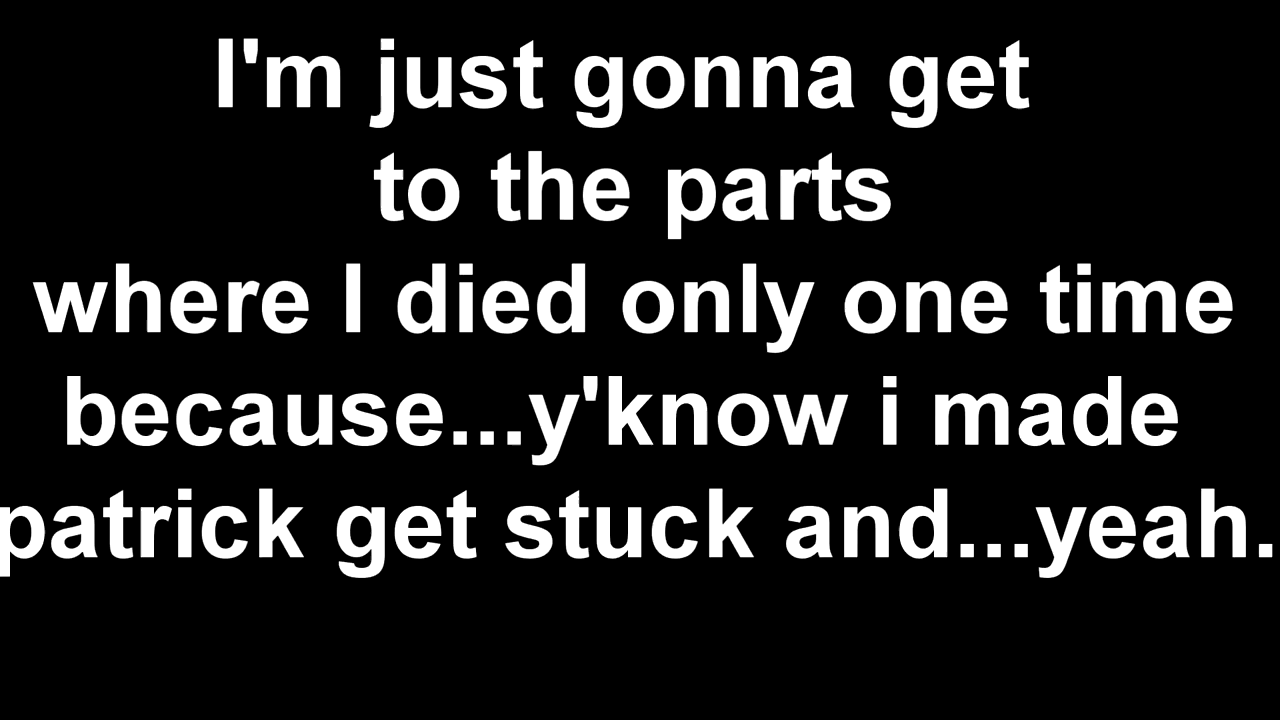 I'm just gonna get
to the parts
where I died only one time
because...y'know i made
patrick get stuck and...yeah.